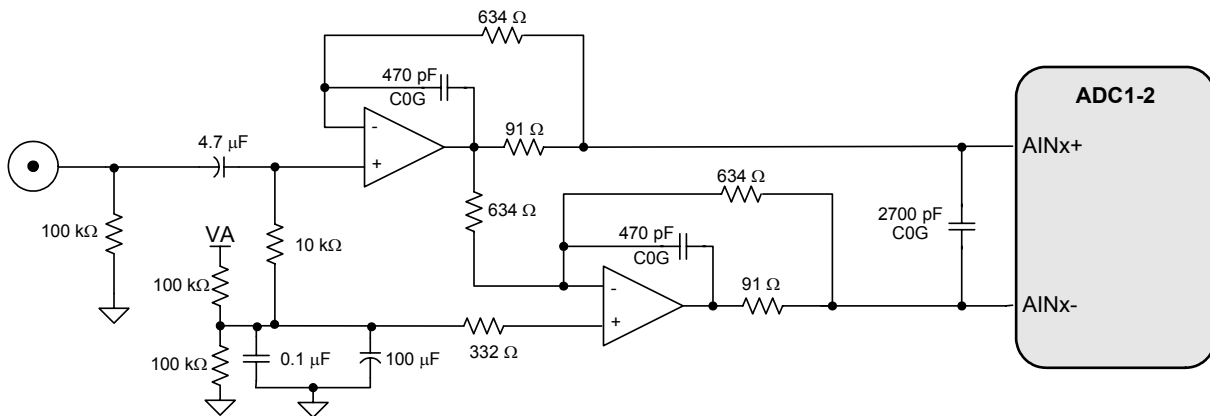 634 Ω
470 pF
C0G
ADC1-2
-
+
91 Ω
4.7 µF
AINx+
634 Ω
634 Ω
100 kΩ
VA
10 kΩ
470 pF
C0G
2700 pF
C0G
100 kΩ
91 Ω
-
+
AINx-
332 Ω
100 kΩ
0.1 µF
100 µF